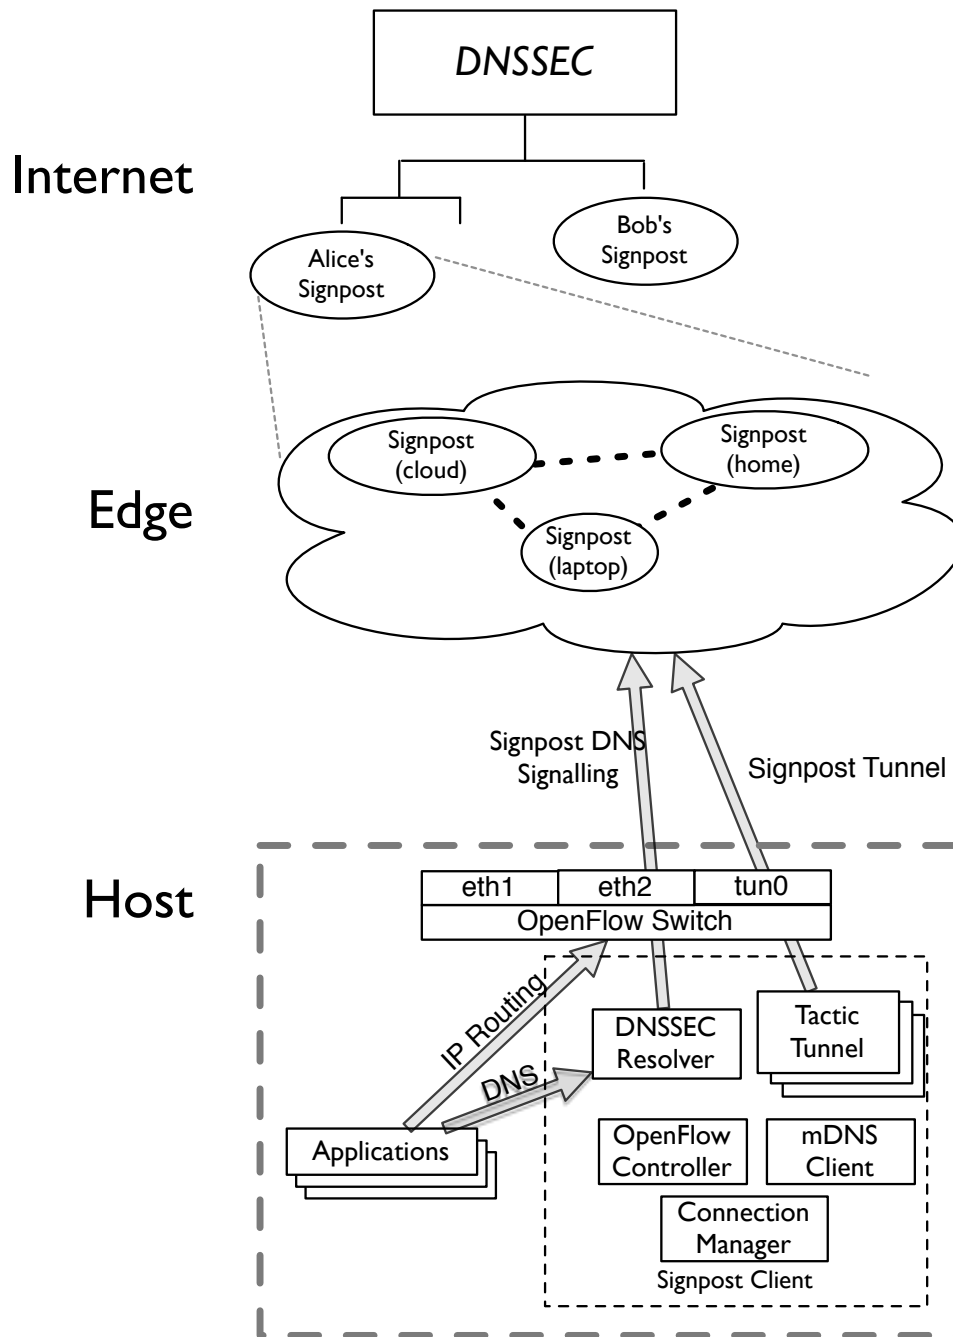 DNSSEC
Internet
Alice's
Signpost
Bob's
Signpost
Edge
Signpost
(cloud)
Signpost
(home)
Signpost
(laptop)
Signpost DNS
Signalling
Signpost Tunnel
Host
eth1
eth2
tun0
OpenFlow Switch
IP Routing
DNS
DNSSEC
Resolver
Tactic
Tunnel
Applications
OpenFlow
Controller
mDNS
Client
Connection
Manager
Signpost Client